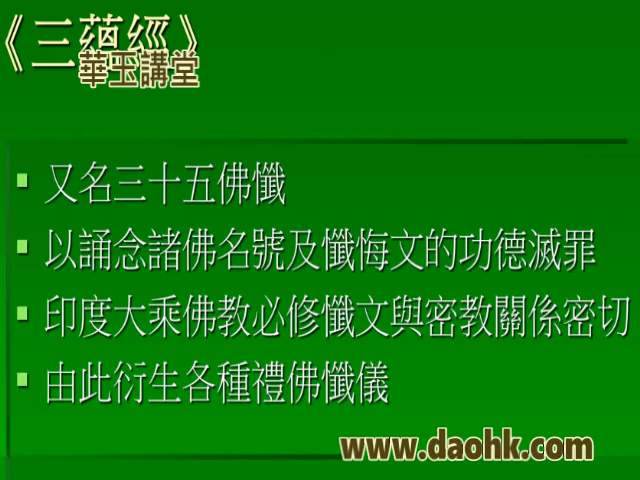 《三蘊經》
華玉講堂
又名三十五佛懺
以誦念諸佛名號及懺悔文的功德滅罪
印度大乘佛教必修懺文與密教關係密切
由此衍生各種禮佛懺儀
www.daohk.com